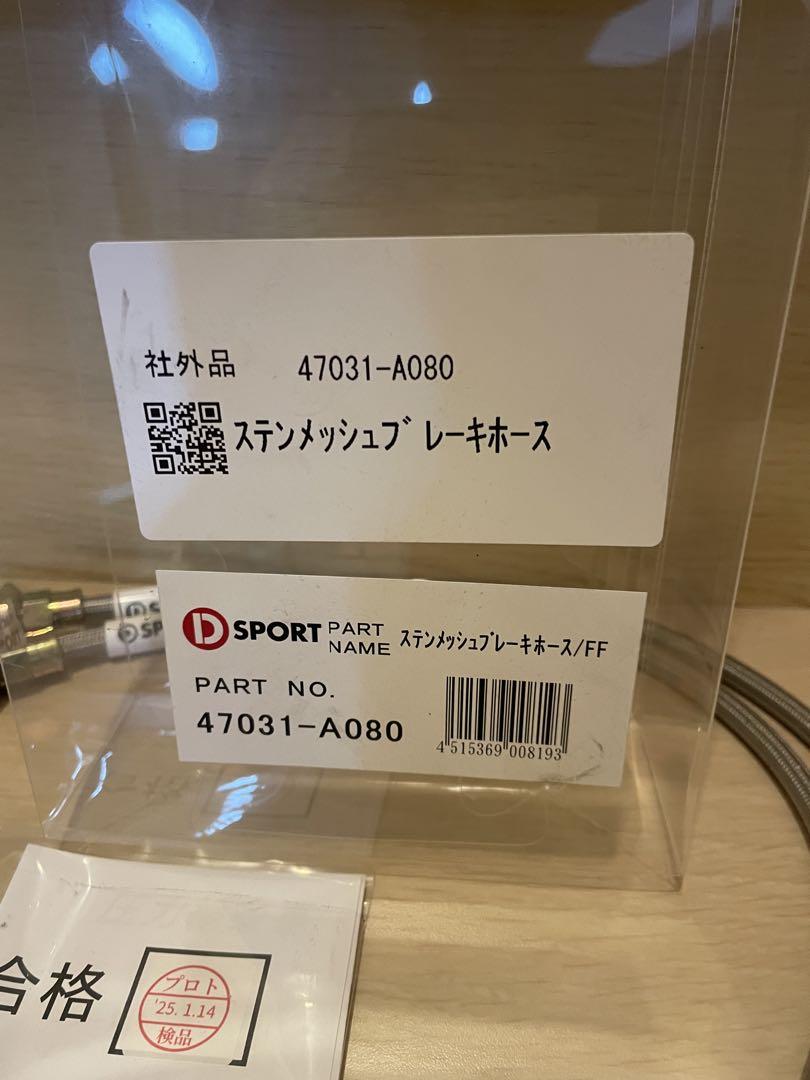 社外品 47031-A080
ｽﾃﾝﾒｯｼｭﾌﾞﾚｰｷﾎｰｽ
D SPORT PART NAME ｽﾃﾝﾒｯｼｭﾌﾞﾚｰｷﾎｰｽ/FF
PART NO.
47031-A080
4 515369 008193
合格
プロト
'25. 1.14
検品